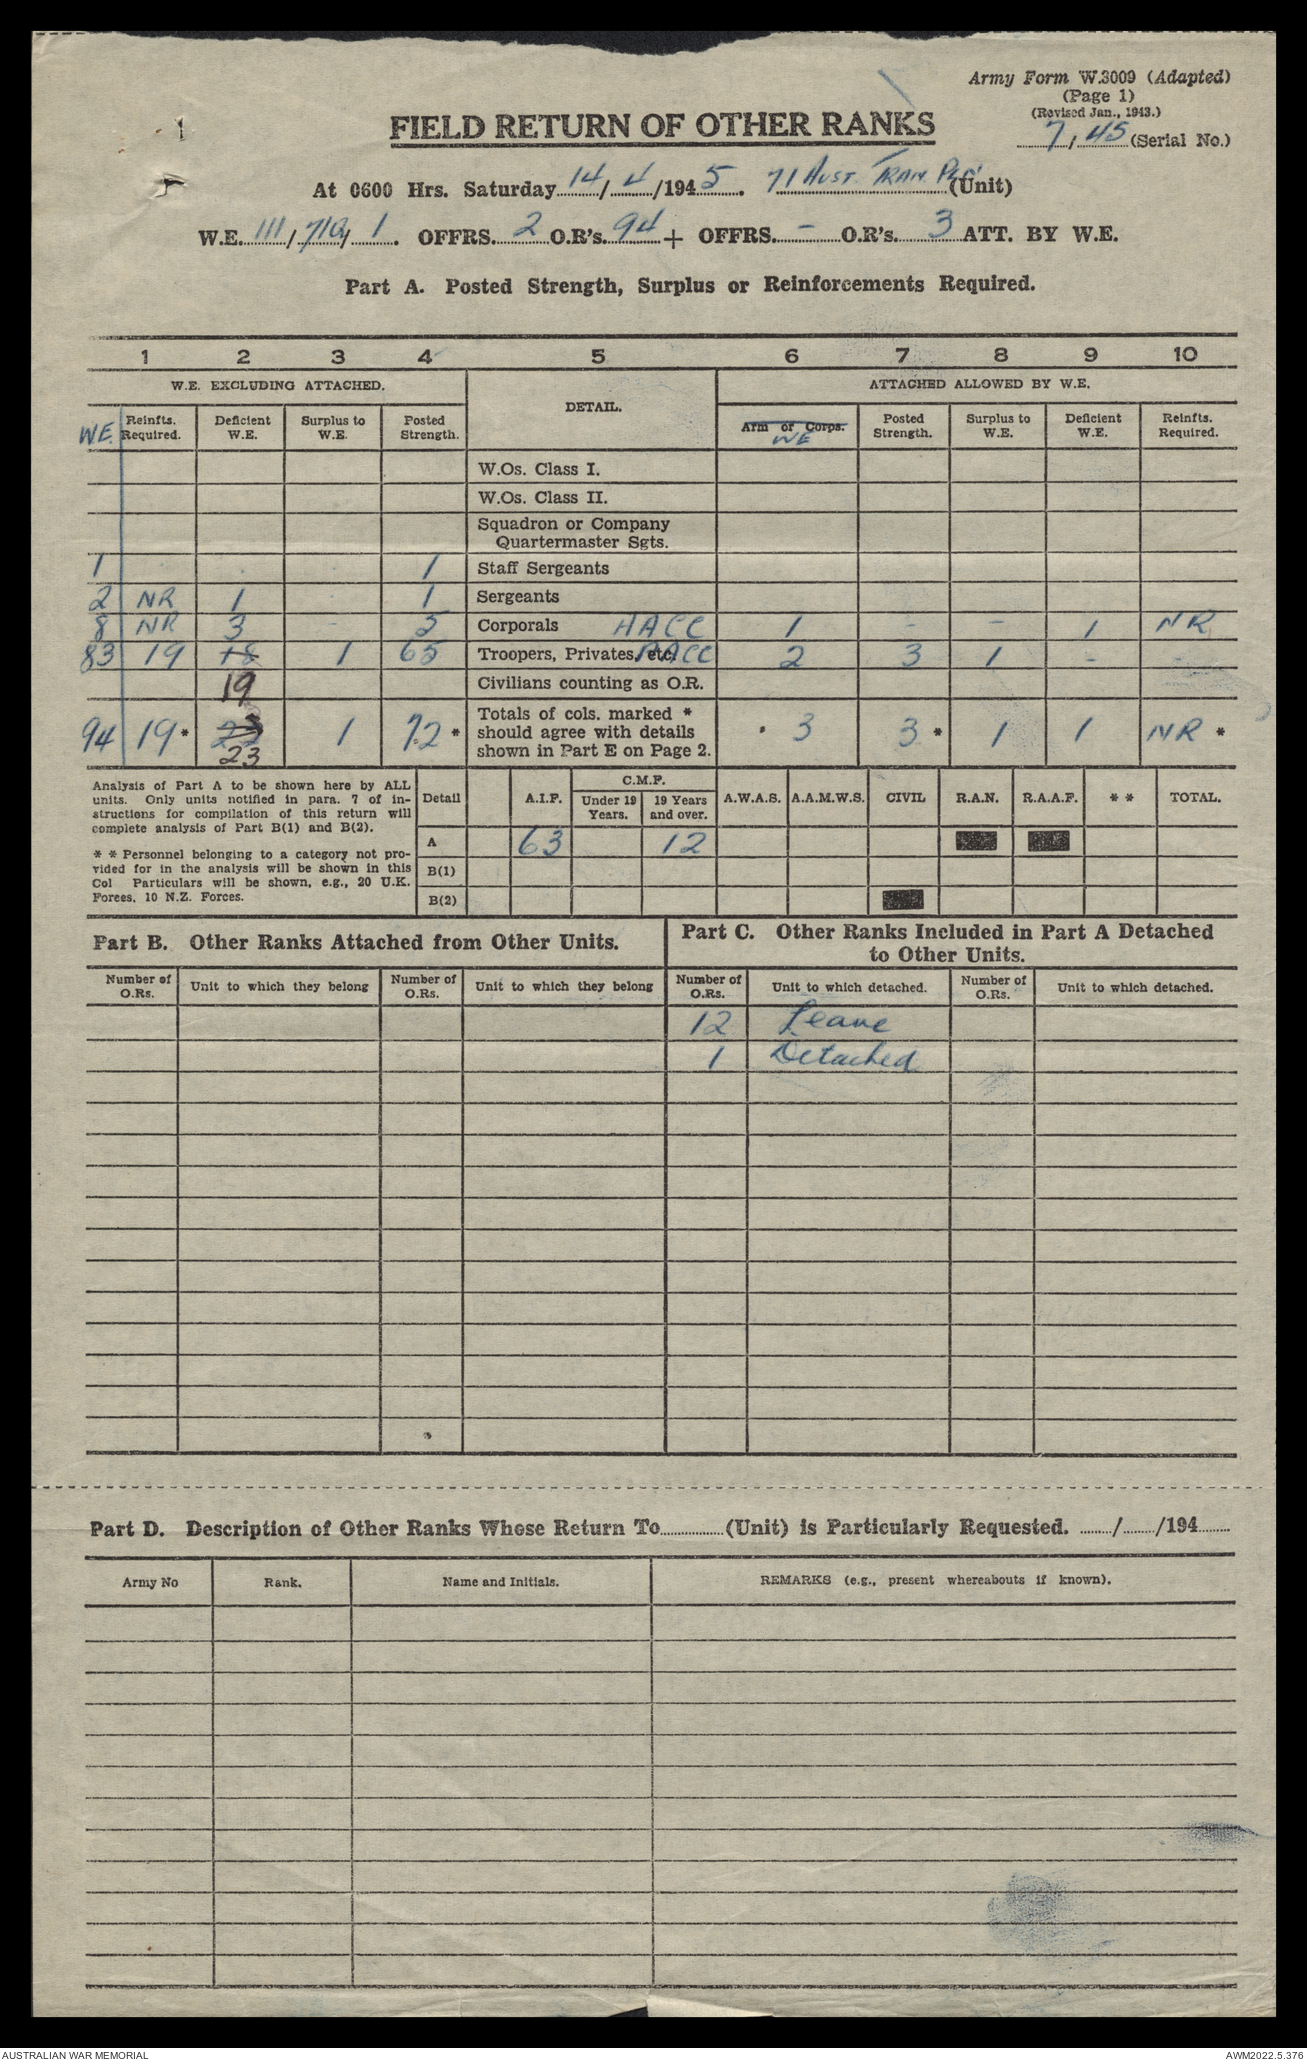 Army Form W.3009 (Adapted)
(Page 1)
(Revised Jan., 1943.)
7/45 (Serial No.)
FIELD RETURN OF OTHER RANKS
At 0600 Hrs. Saturday 14/4/1945. 71 AUST. TRAN. PLN (Unit)
W.E. 111/710/1. OFFRS. 2 O.R's. 94 + OFFRS. - O.R's. 3 ATT. BY W.E.
Part A. Posted Strength, Surplus or Reinforcements Required.
1 2 3 4 5 6 7 8 9 10
W.E. EXCLUDING ATTACHED. DETAIL. ATTACHED ALLOWED BY W.E.
W.E. Reinfts. Required. Deficient W.E. Surplus to W.E. Posted Strength. Arm or Corps. WE Posted Strength. Surplus to W.E. Deficient W.E. Reinfts. Required.
W.Os. Class I.
W.Os. Class II.
Squadron or Company
Quartermaster Sgts.
1 1 Staff Sergeants
2 NR 1 1 Sergeants
8 NR 3 - 5 Corporals HACC 1 - - 1 NR
83 19 18 1 65 Troopers, Privates, etc. AACC 2 3 1 - -
19 Civilians counting as O.R.
94 19 * 23 1 72 * Totals of cols. marked * should agree with details shown in Part E on Page 2. 3 3 * 1 1 NR *
Analysis of Part A to be shown here by ALL
units. Only units notified in para. 7 of in-
structions for compilation of this return will
complete analysis of Part B(1) and B(2).
* * Personnel belonging to a category not pro-
vided for in the analysis will be shown in this
Col Particulars will be shown, e.g., 20 U.K.
Forces, 10 N.Z. Forces.
Detail A.I.F. C.M.F. Under 19 Years. 19 Years and over. A.W.A.S. A.A.M.W.S. CIVIL R.A.N. R.A.A.F. * * TOTAL.
A 63 12
B(1)
B(2)
Part B. Other Ranks Attached from Other Units.
Part C. Other Ranks Included in Part A Detached
to Other Units.
Number of O.Rs. Unit to which they belong Number of O.Rs. Unit to which they belong Number of O.Rs. Unit to which detached. Number of O.Rs. Unit to which detached.
12 Leave
1 Detached
Part D. Description of Other Ranks Whose Return To (Unit) is Particularly Requested. / /194
Army No Rank. Name and Initials. REMARKS (e.g., present whereabouts if known).
AUSTRALIAN WAR MEMORIAL AWM2022.5.376